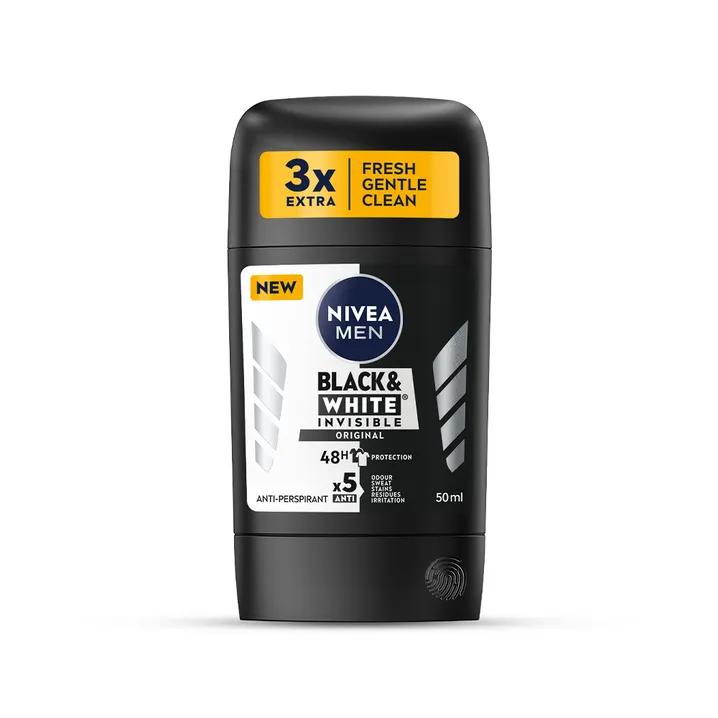 3x
EXTRA
FRESH
GENTLE
CLEAN
NEW
NIVEA
MEN
BLACK&
WHITE®
INVISIBLE
ORIGINAL
48H PROTECTION
x5
ANTI
ODOUR
SWEAT
STAINS
RESIDUES
IRRITATION
ANTI-PERSPIRANT
50ml